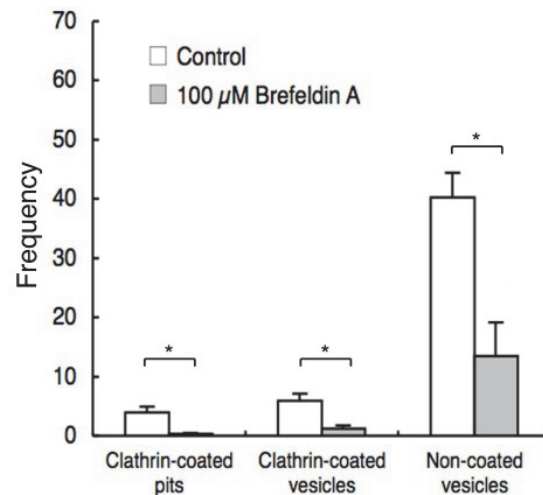 70
60
50
40
30
20
10
0
Frequency
Control
100 µM Brefeldin A
*
*
*
Clathrin-coated
pits
Clathrin-coated
vesicles
Non-coated
vesicles